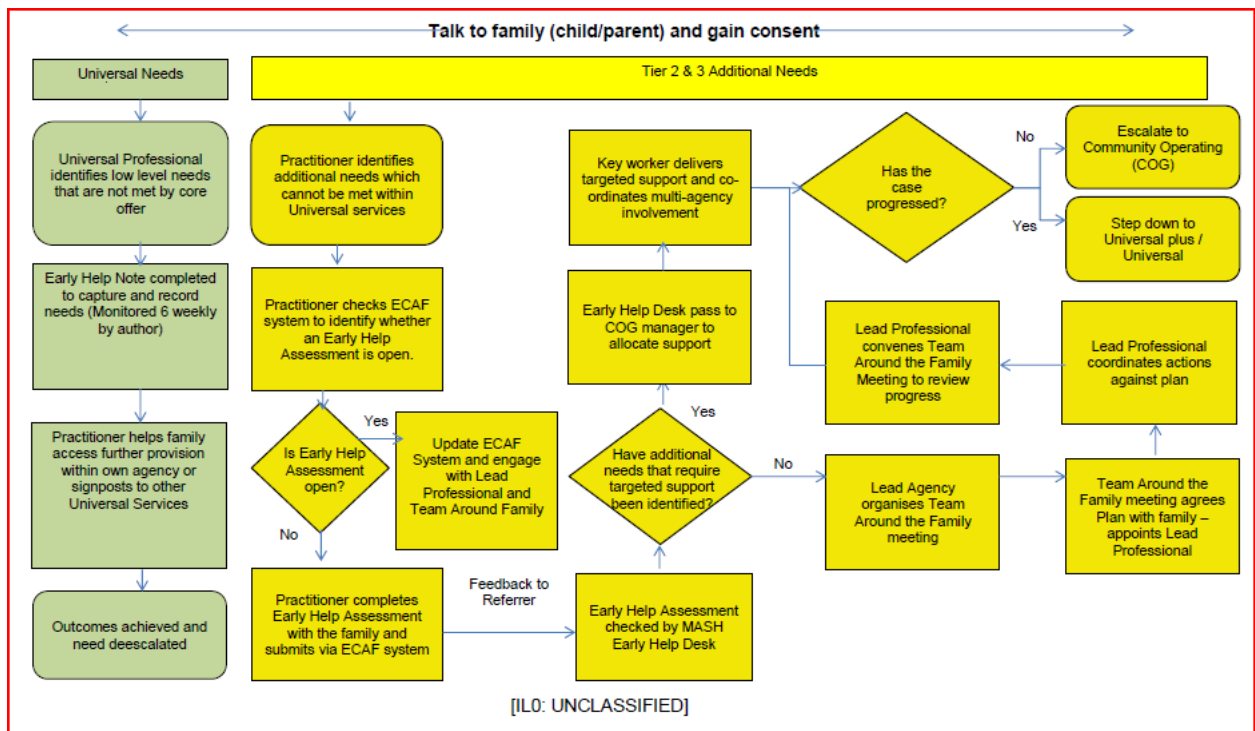 Talk to family (child/parent) and gain consent
Universal Needs
Tier 2 & 3 Additional Needs
Universal Professional
identifies low level needs
that are not met by core
offer
Early Help Note completed
to capture and record
needs (Monitored 6 weekly
by author)
Practitioner helps family
access further provision
within own agency or
signposts to other
Universal Services
Outcomes achieved and
need deescalated
Practitioner identifies
additional needs which
cannot be met within
Universal services
Practitioner checks ECAF
system to identify whether
an Early Help
Assessment is open.
Is Early Help
Assessment
open?
Yes
Update ECAF
System and engage
with Lead
Professional and
Team Around Family
No
Practitioner completes
Early Help Assessment
with the family and
submits via ECAF system
Feedback to
Referrer
Early Help Assessment
checked by MASH
Early Help Desk
Have additional
needs that require
targeted support
been identified?
Yes
Early Help Desk pass to
COG manager to
allocate support
Key worker delivers
targeted support and co-
ordinates multi-agency
involvement
No
Lead Agency
organises Team
Around the Family
meeting
Team Around the
Family meeting agrees
Plan with family –
appoints Lead
Professional
Lead Professional
coordinates actions
against plan
Lead Professional
convenes Team
Around the Family
Meeting to review
progress
Has the
case
progressed?
No
Escalate to
Community Operating
(COG)
Yes
Step down to
Universal plus /
Universal
[IL0: UNCLASSIFIED]